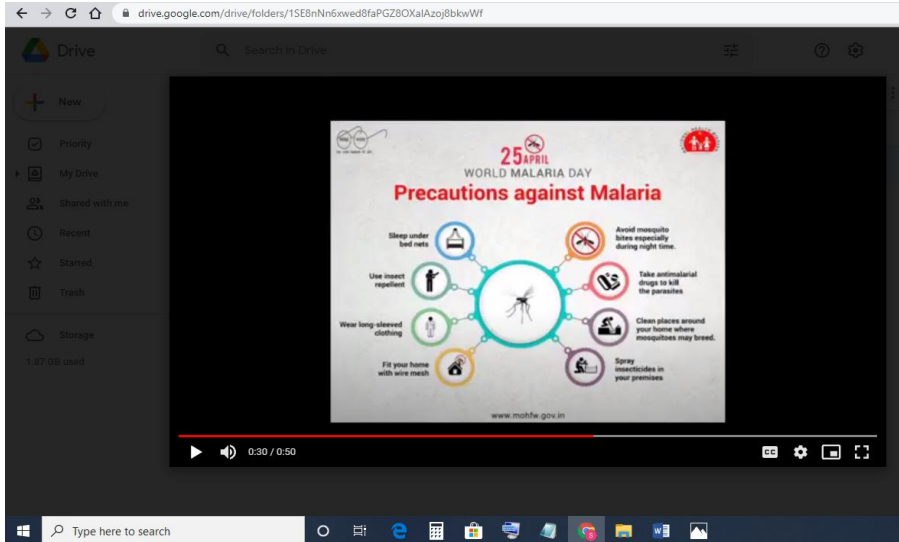 drive.google.com/drive/folders/1SE8nNn6xwed8faPGZ8OXaIAzoj8bkwWf
Drive
Search in Drive
New
Priority
My Drive
Shared with me
Recent
Starred
Trash
Storage
1.87 GB used
25 APRIL
WORLD MALARIA DAY
Precautions against Malaria
Sleep under
bed nets
Use insect
repellent
Wear long-sleeved
clothing
Fit your home
with wire mesh
Avoid mosquito
bites especially
during night time.
Take antimalarial
drugs to kill
the parasites
Clean places around
your home where
mosquitoes may breed.
Spray
insecticides in
your premises
www.mohfw.gov.in
0:30 / 0:50
CC
Type here to search